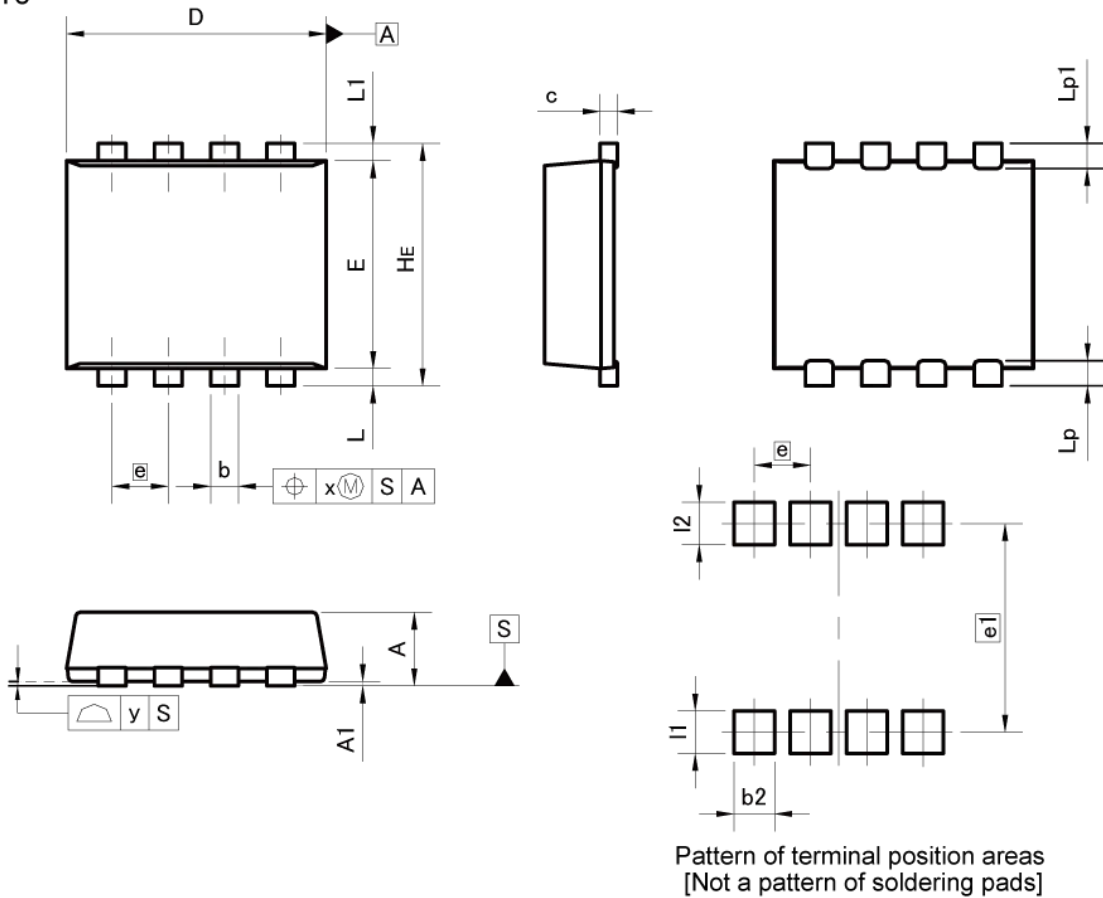 D
A
L1
c
Lp1
E
HE
L
Lp
e
b
x Ⓜ S A
e
l2
e1
A
S
y S
A1
l1
b2
Pattern of terminal position areas
[Not a pattern of soldering pads]